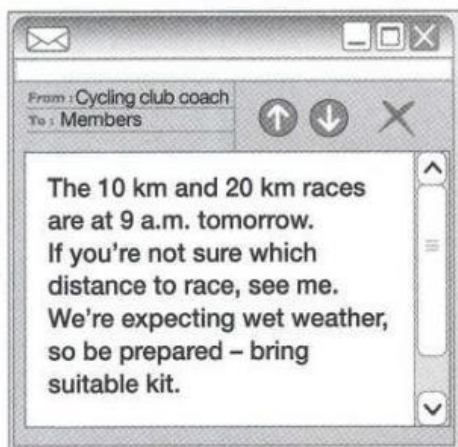 From : Cycling club coach
To : Members
The 10 km and 20 km races
are at 9 a.m. tomorrow.
If you're not sure which
distance to race, see me.
We're expecting wet weather,
so be prepared – bring
suitable kit.